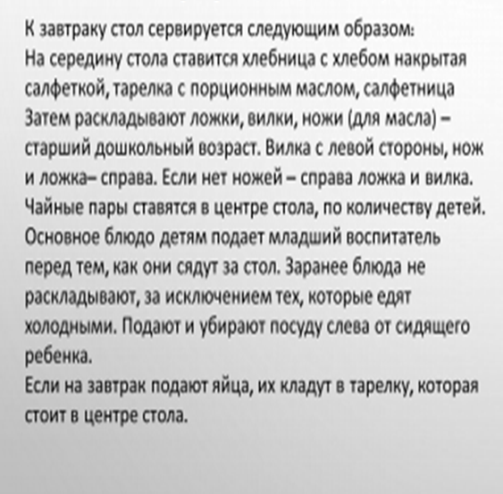 К завтраку стол сервируется следующим образом:
На середину стола ставится хлебница с хлебом накрытая
салфеткой, тарелка с порционным маслом, салфетница
Затем раскладывают ложки, вилки, ножи (для масла) –
старший дошкольный возраст. Вилка с левой стороны, нож
и ложка– справа. Если нет ножей – справа ложка и вилка.
Чайные пары ставятся в центре стола, по количеству детей.
Основное блюдо детям подает младший воспитатель
перед тем, как они сядут за стол. Заранее блюда не
раскладывают, за исключением тех, которые едят
холодными. Подают и убирают посуду слева от сидящего
ребенка.
Если на завтрак подают яйца, их кладут в тарелку, которая
стоит в центре стола.